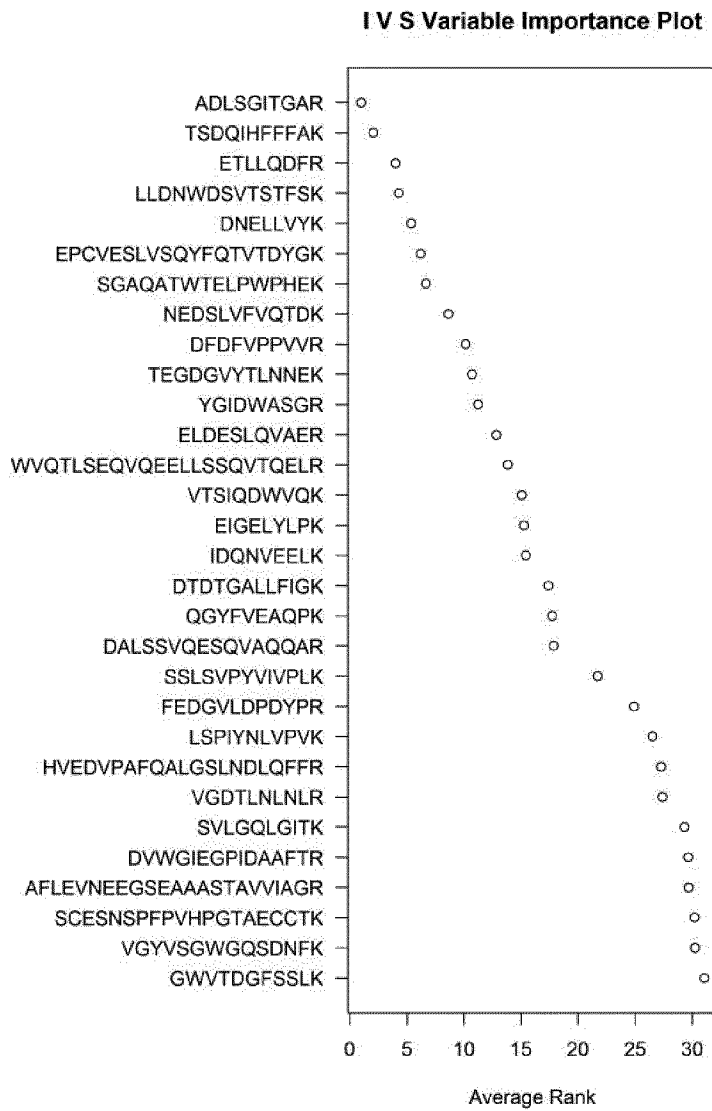 I V S Variable Importance Plot
ADLSGITGAR
TSDQIHFFFAK
ETLLQDFR
LLDNWDSVTSTFSK
DNELLVYK
EPCVESLVSQYFQTVTDYGK
SGAQATWTELPWPHEK
NEDSLVFVQTDK
DFDFVPPVVR
TEGDGVYTLNNEK
YGIDWASGR
ELDESLQVAER
WVQTLSEQVQEELLSSQVTQELR
VTSIQDWVQK
EIGELYLPK
IDQNVEELK
DTDTGALLFIGK
QGYFVEAQPK
DALSSVQESQVAQQAR
SSLSVPYVIVPLK
FEDGVLDPDYPR
LSPIYNLVPVK
HVEDVPAFQALGSLNDLQFFR
VGDTLNLNLR
SVLGQLGITK
DVWGIEGPIDAAFTR
AFLEVNEEGSEAAASTAVVIAGR
SCESNSPFPVHPGTAECCTK
VGYVSGWGQSDNFK
GWVTDGFSSLK
0 5 10 15 20 25 30
Average Rank